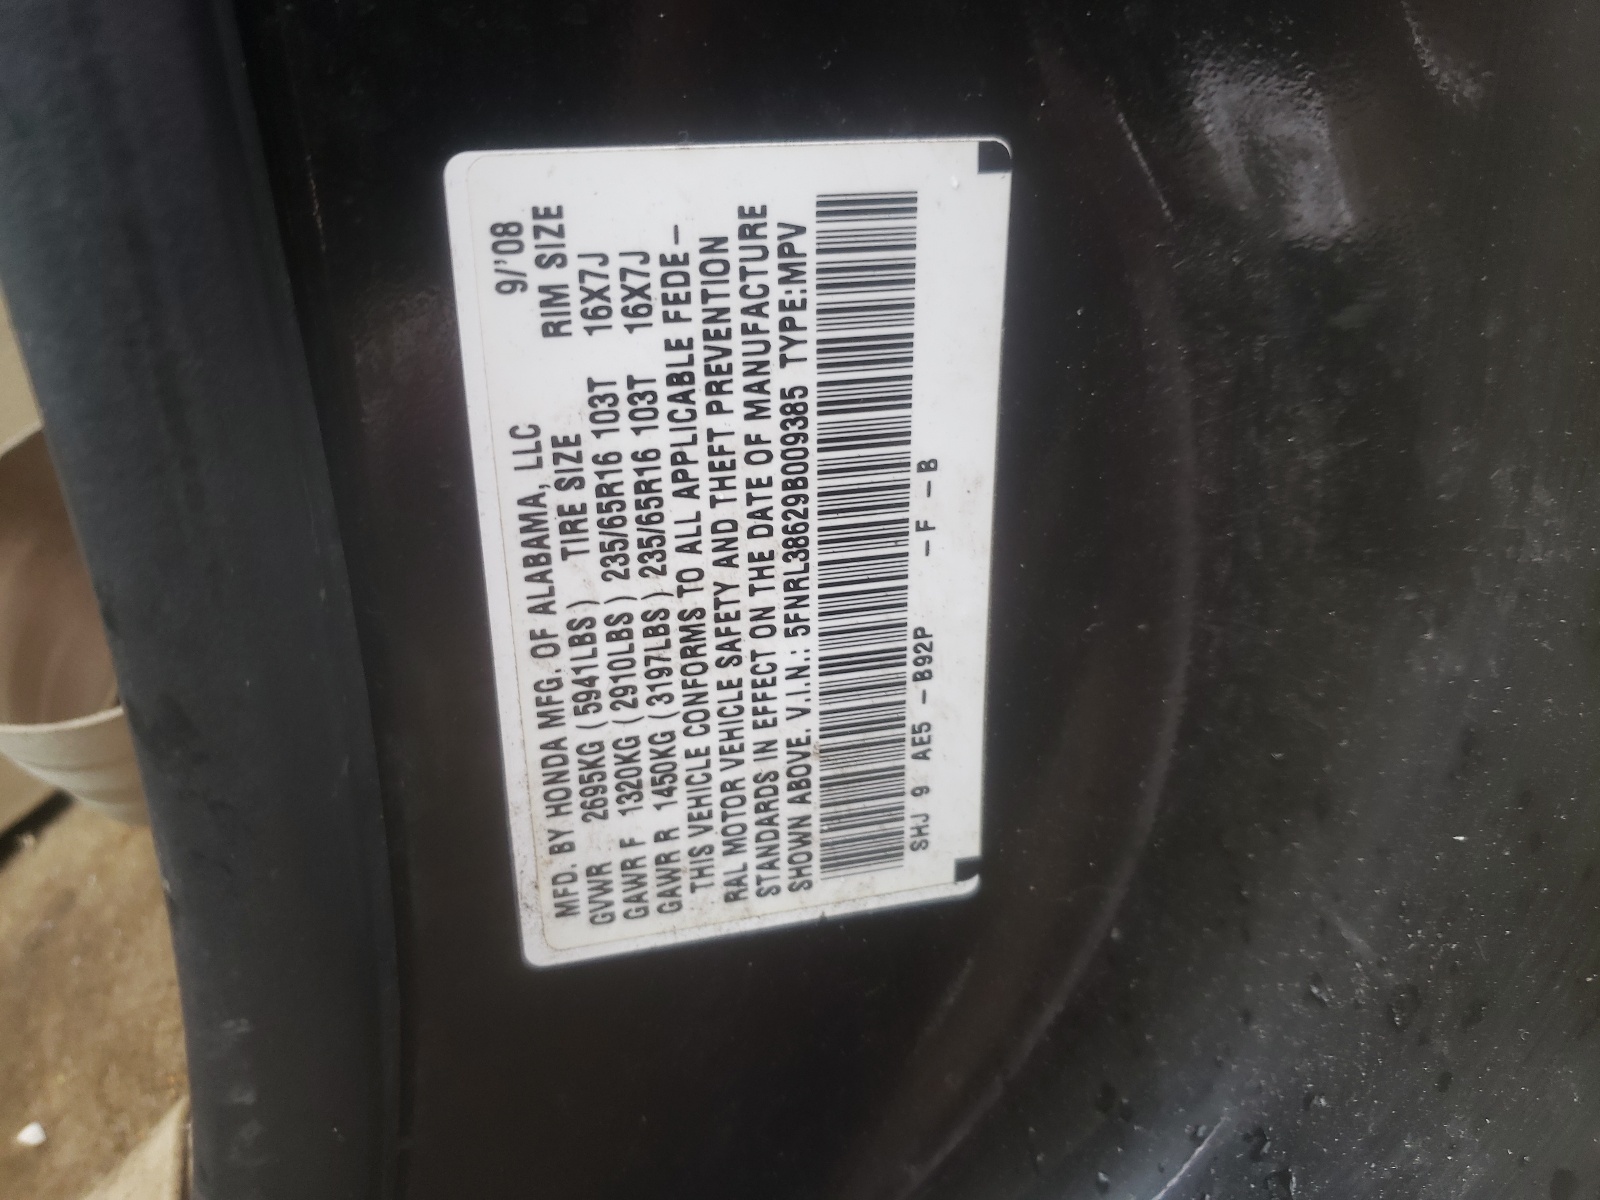 9/'08
MFD. BY HONDA MFG. OF ALABAMA, LLC
TIRE SIZE RIM SIZE
GVWR 2695KG (5941LBS)
GAWR F 1320KG (2910LBS) 235/65R16 103T 16X7J
GAWR R 1450KG (3197LBS) 235/65R16 103T 16X7J
THIS VEHICLE CONFORMS TO ALL APPLICABLE FEDE-
RAL MOTOR VEHICLE SAFETY AND THEFT PREVENTION
STANDARDS IN EFFECT ON THE DATE OF MANUFACTURE
SHOWN ABOVE. V.I.N.: 5FNRL38629B009385 TYPE:MPV
SHJ 9 AE5 -B92P -F -B